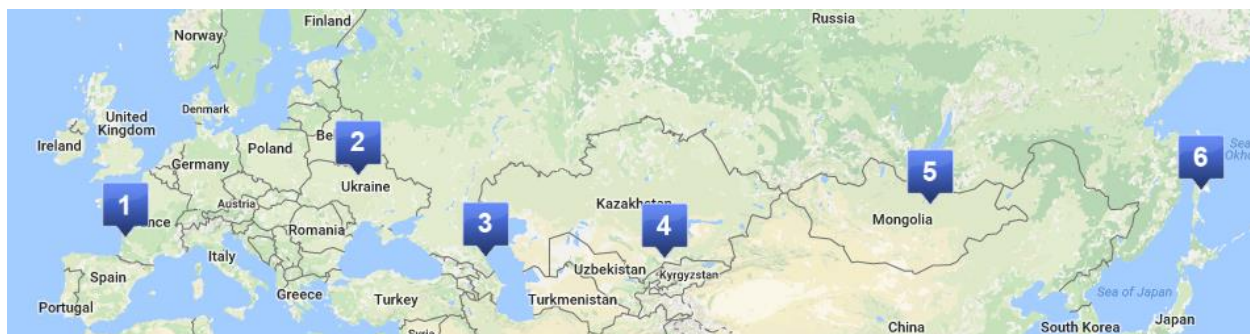 Finland
Russia
Norway
Denmark
United
Kingdom
Ireland
2
Be
Poland
Germany
Ukraine
1
nce
Austria
Romania
3
Kazakhstan
4
5
Mongolia
6
Sea
Okho
Spain
Italy
Portugal
Greece
Turkey
Uzbekistan
Kyrgyzstan
Turkmenistan
China
Sea of Japan
South Korea
Japan